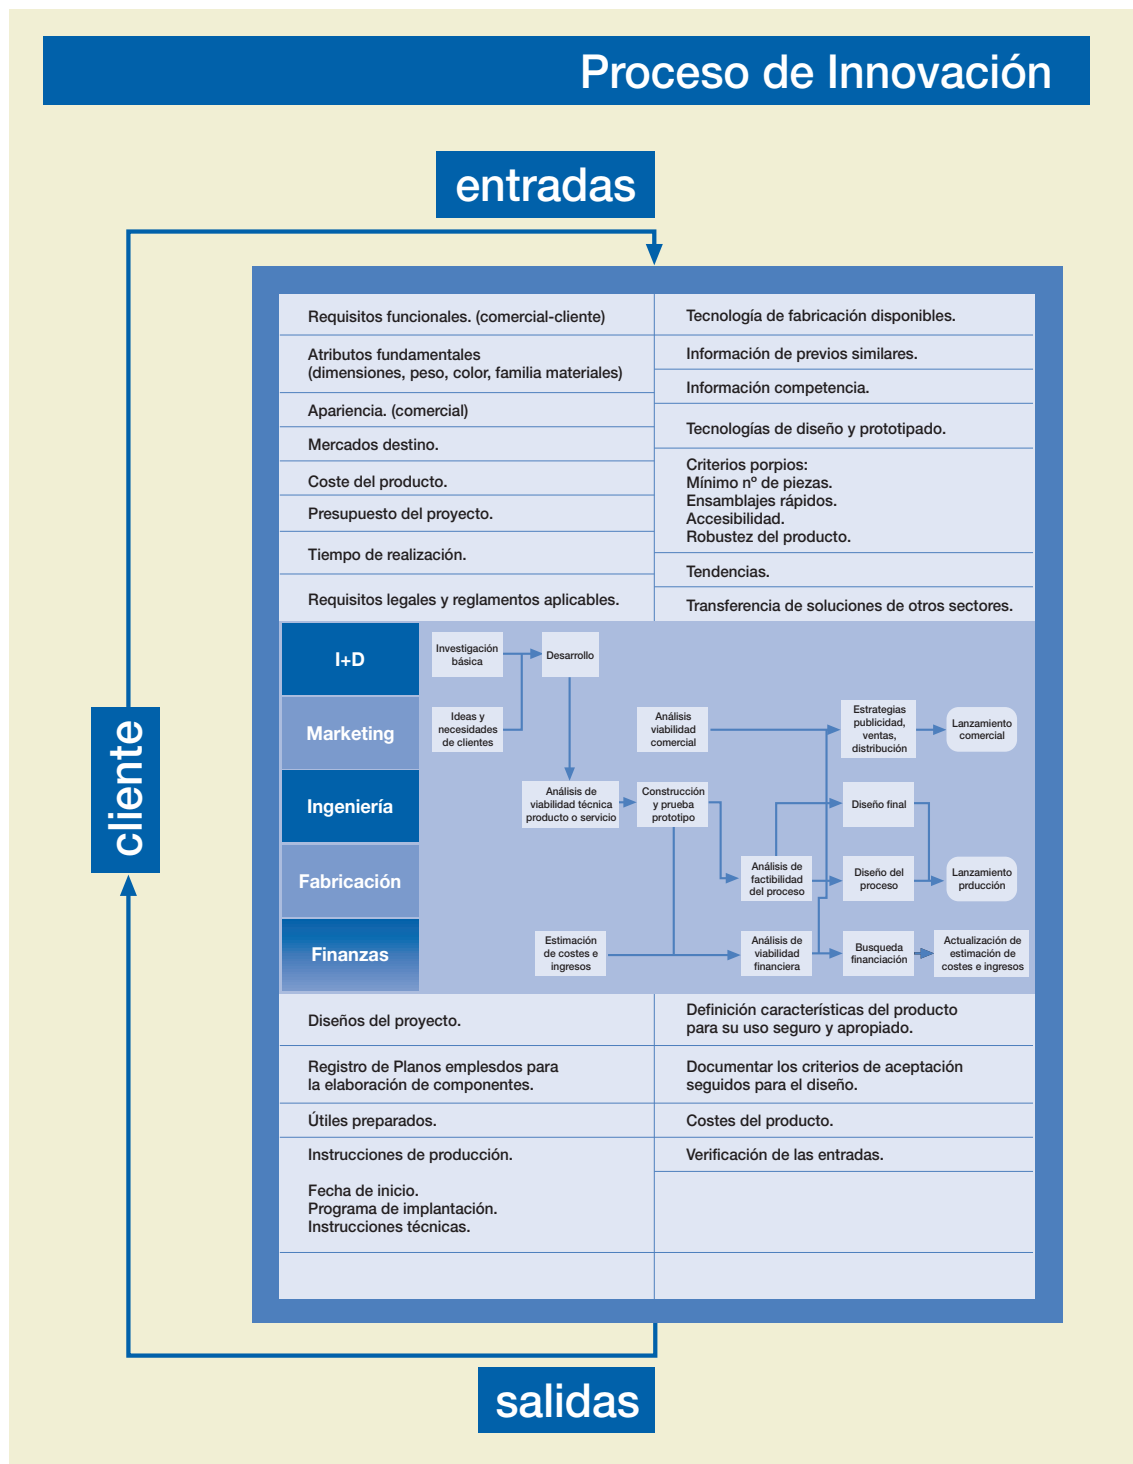 Proceso de Innovación
entradas
Requisitos funcionales. (comercial-cliente)
Atributos fundamentales
(dimensiones, peso, color, familia materiales)
Apariencia. (comercial)
Mercados destino.
Coste del producto.
Presupuesto del proyecto.
Tiempo de realización.
Requisitos legales y reglamentos aplicables.
Tecnología de fabricación disponibles.
Información de previos similares.
Información competencia.
Tecnologías de diseño y prototipado.
Criterios porpios:
Mínimo nº de piezas.
Ensamblajes rápidos.
Accesibilidad.
Robustez del producto.
Tendencias.
Transferencia de soluciones de otros sectores.
cliente
I+D
Investigación
básica
Desarrollo
Marketing
Ideas y
necesidades
de clientes
Análisis
viabilidad
comercial
Estrategias
publicidad,
ventas,
distribución
Lanzamiento
comercial
Ingeniería
Análisis de
viabilidad técnica
producto o servicio
Construcción
y prueba
prototipo
Diseño final
Fabricación
Análisis de
factibilidad
del proceso
Diseño del
proceso
Lanzamiento
prducción
Finanzas
Estimación
de costes e
ingresos
Análisis de
viabilidad
financiera
Busqueda
financiación
Actualización de
estimación de
costes e ingresos
Diseños del proyecto.
Registro de Planos emplesdos para
la elaboración de componentes.
Útiles preparados.
Instrucciones de producción.
Fecha de inicio.
Programa de implantación.
Instrucciones técnicas.
Definición características del producto
para su uso seguro y apropiado.
Documentar los criterios de aceptación
seguidos para el diseño.
Costes del producto.
Verificación de las entradas.
salidas